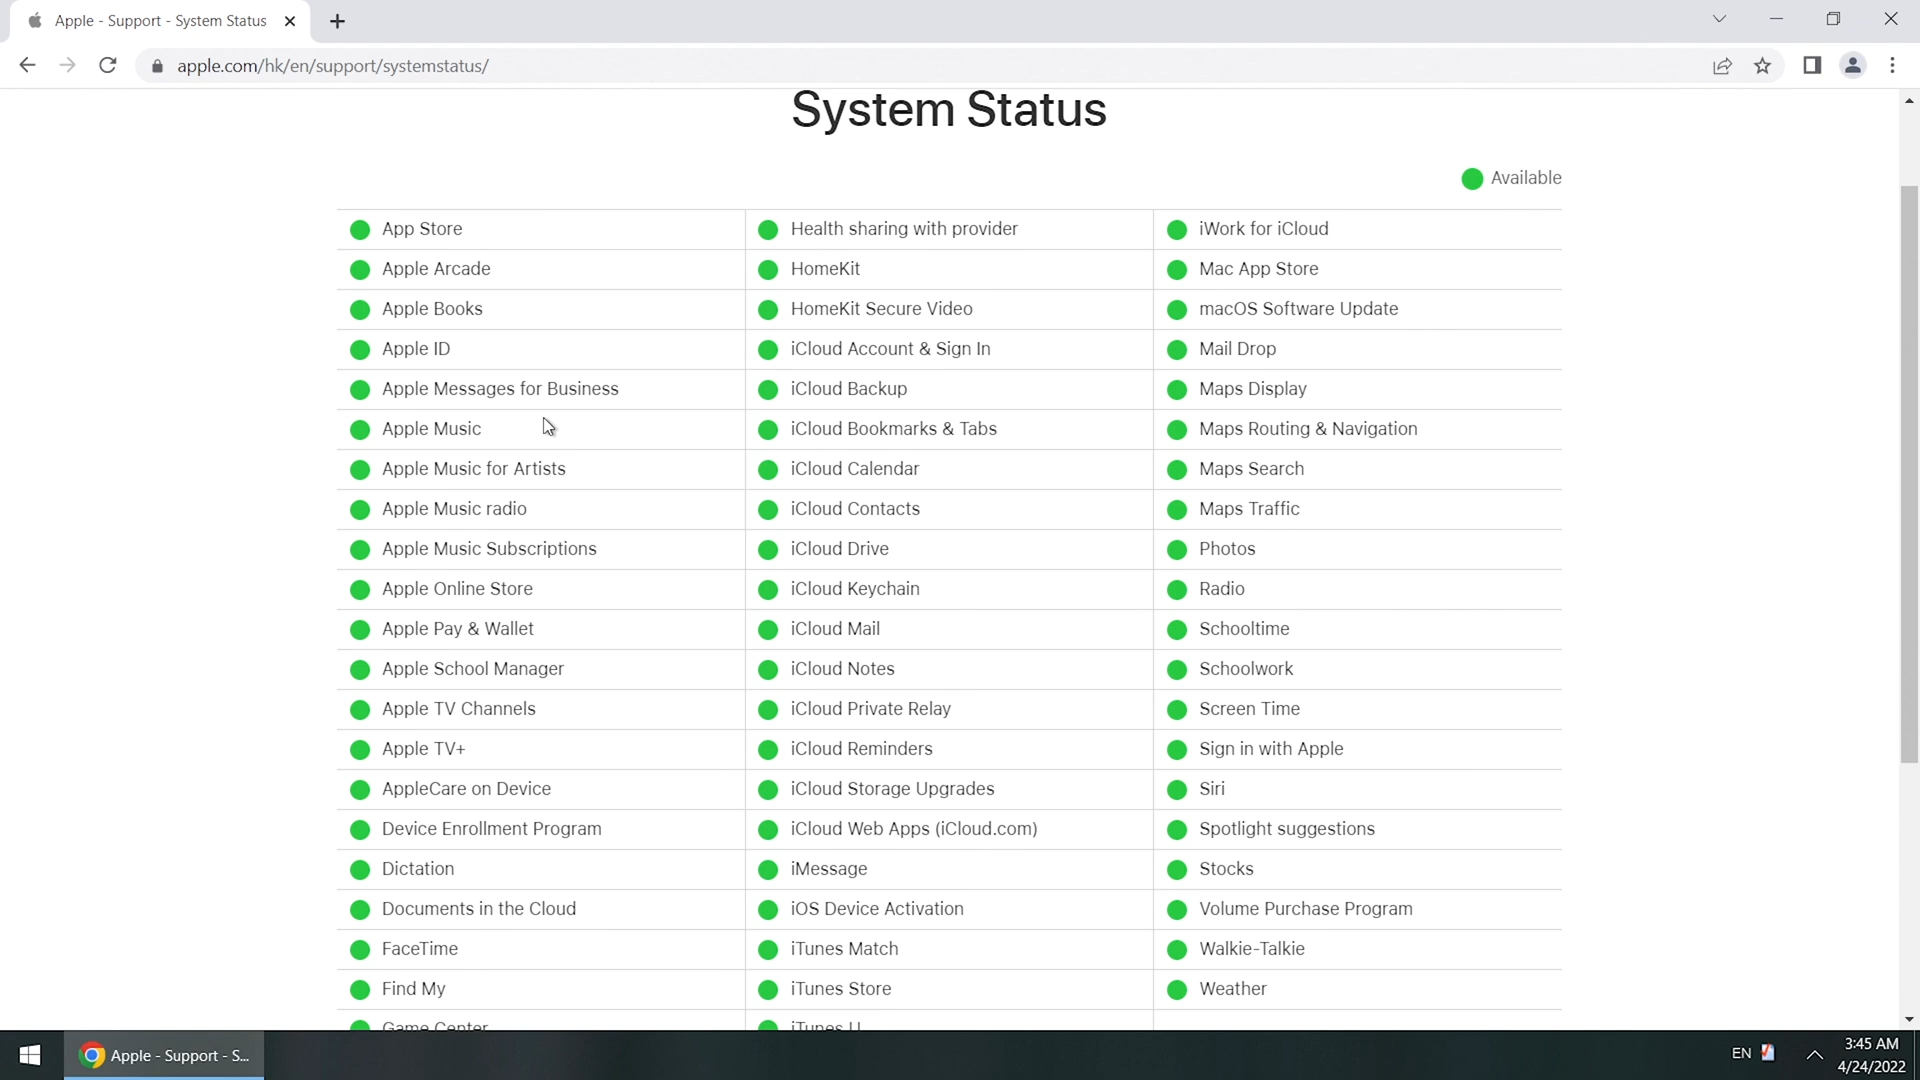 Apple - Support - System Status
apple.com/hk/en/support/systemstatus/
System Status
Available
App Store
Apple Arcade
Apple Books
Apple ID
Apple Messages for Business
Apple Music
Apple Music for Artists
Apple Music radio
Apple Music Subscriptions
Apple Online Store
Apple Pay & Wallet
Apple School Manager
Apple TV Channels
Apple TV+
AppleCare on Device
Device Enrollment Program
Dictation
Documents in the Cloud
FaceTime
Find My
Game Center
Health sharing with provider
HomeKit
HomeKit Secure Video
iCloud Account & Sign In
iCloud Backup
iCloud Bookmarks & Tabs
iCloud Calendar
iCloud Contacts
iCloud Drive
iCloud Keychain
iCloud Mail
iCloud Notes
iCloud Private Relay
iCloud Reminders
iCloud Storage Upgrades
iCloud Web Apps (iCloud.com)
iMessage
iOS Device Activation
iTunes Match
iTunes Store
iTunes U
iWork for iCloud
Mac App Store
macOS Software Update
Mail Drop
Maps Display
Maps Routing & Navigation
Maps Search
Maps Traffic
Photos
Radio
Schooltime
Schoolwork
Screen Time
Sign in with Apple
Siri
Spotlight suggestions
Stocks
Volume Purchase Program
Walkie-Talkie
Weather
Apple - Support - S...
EN
3:45 AM
4/24/2022